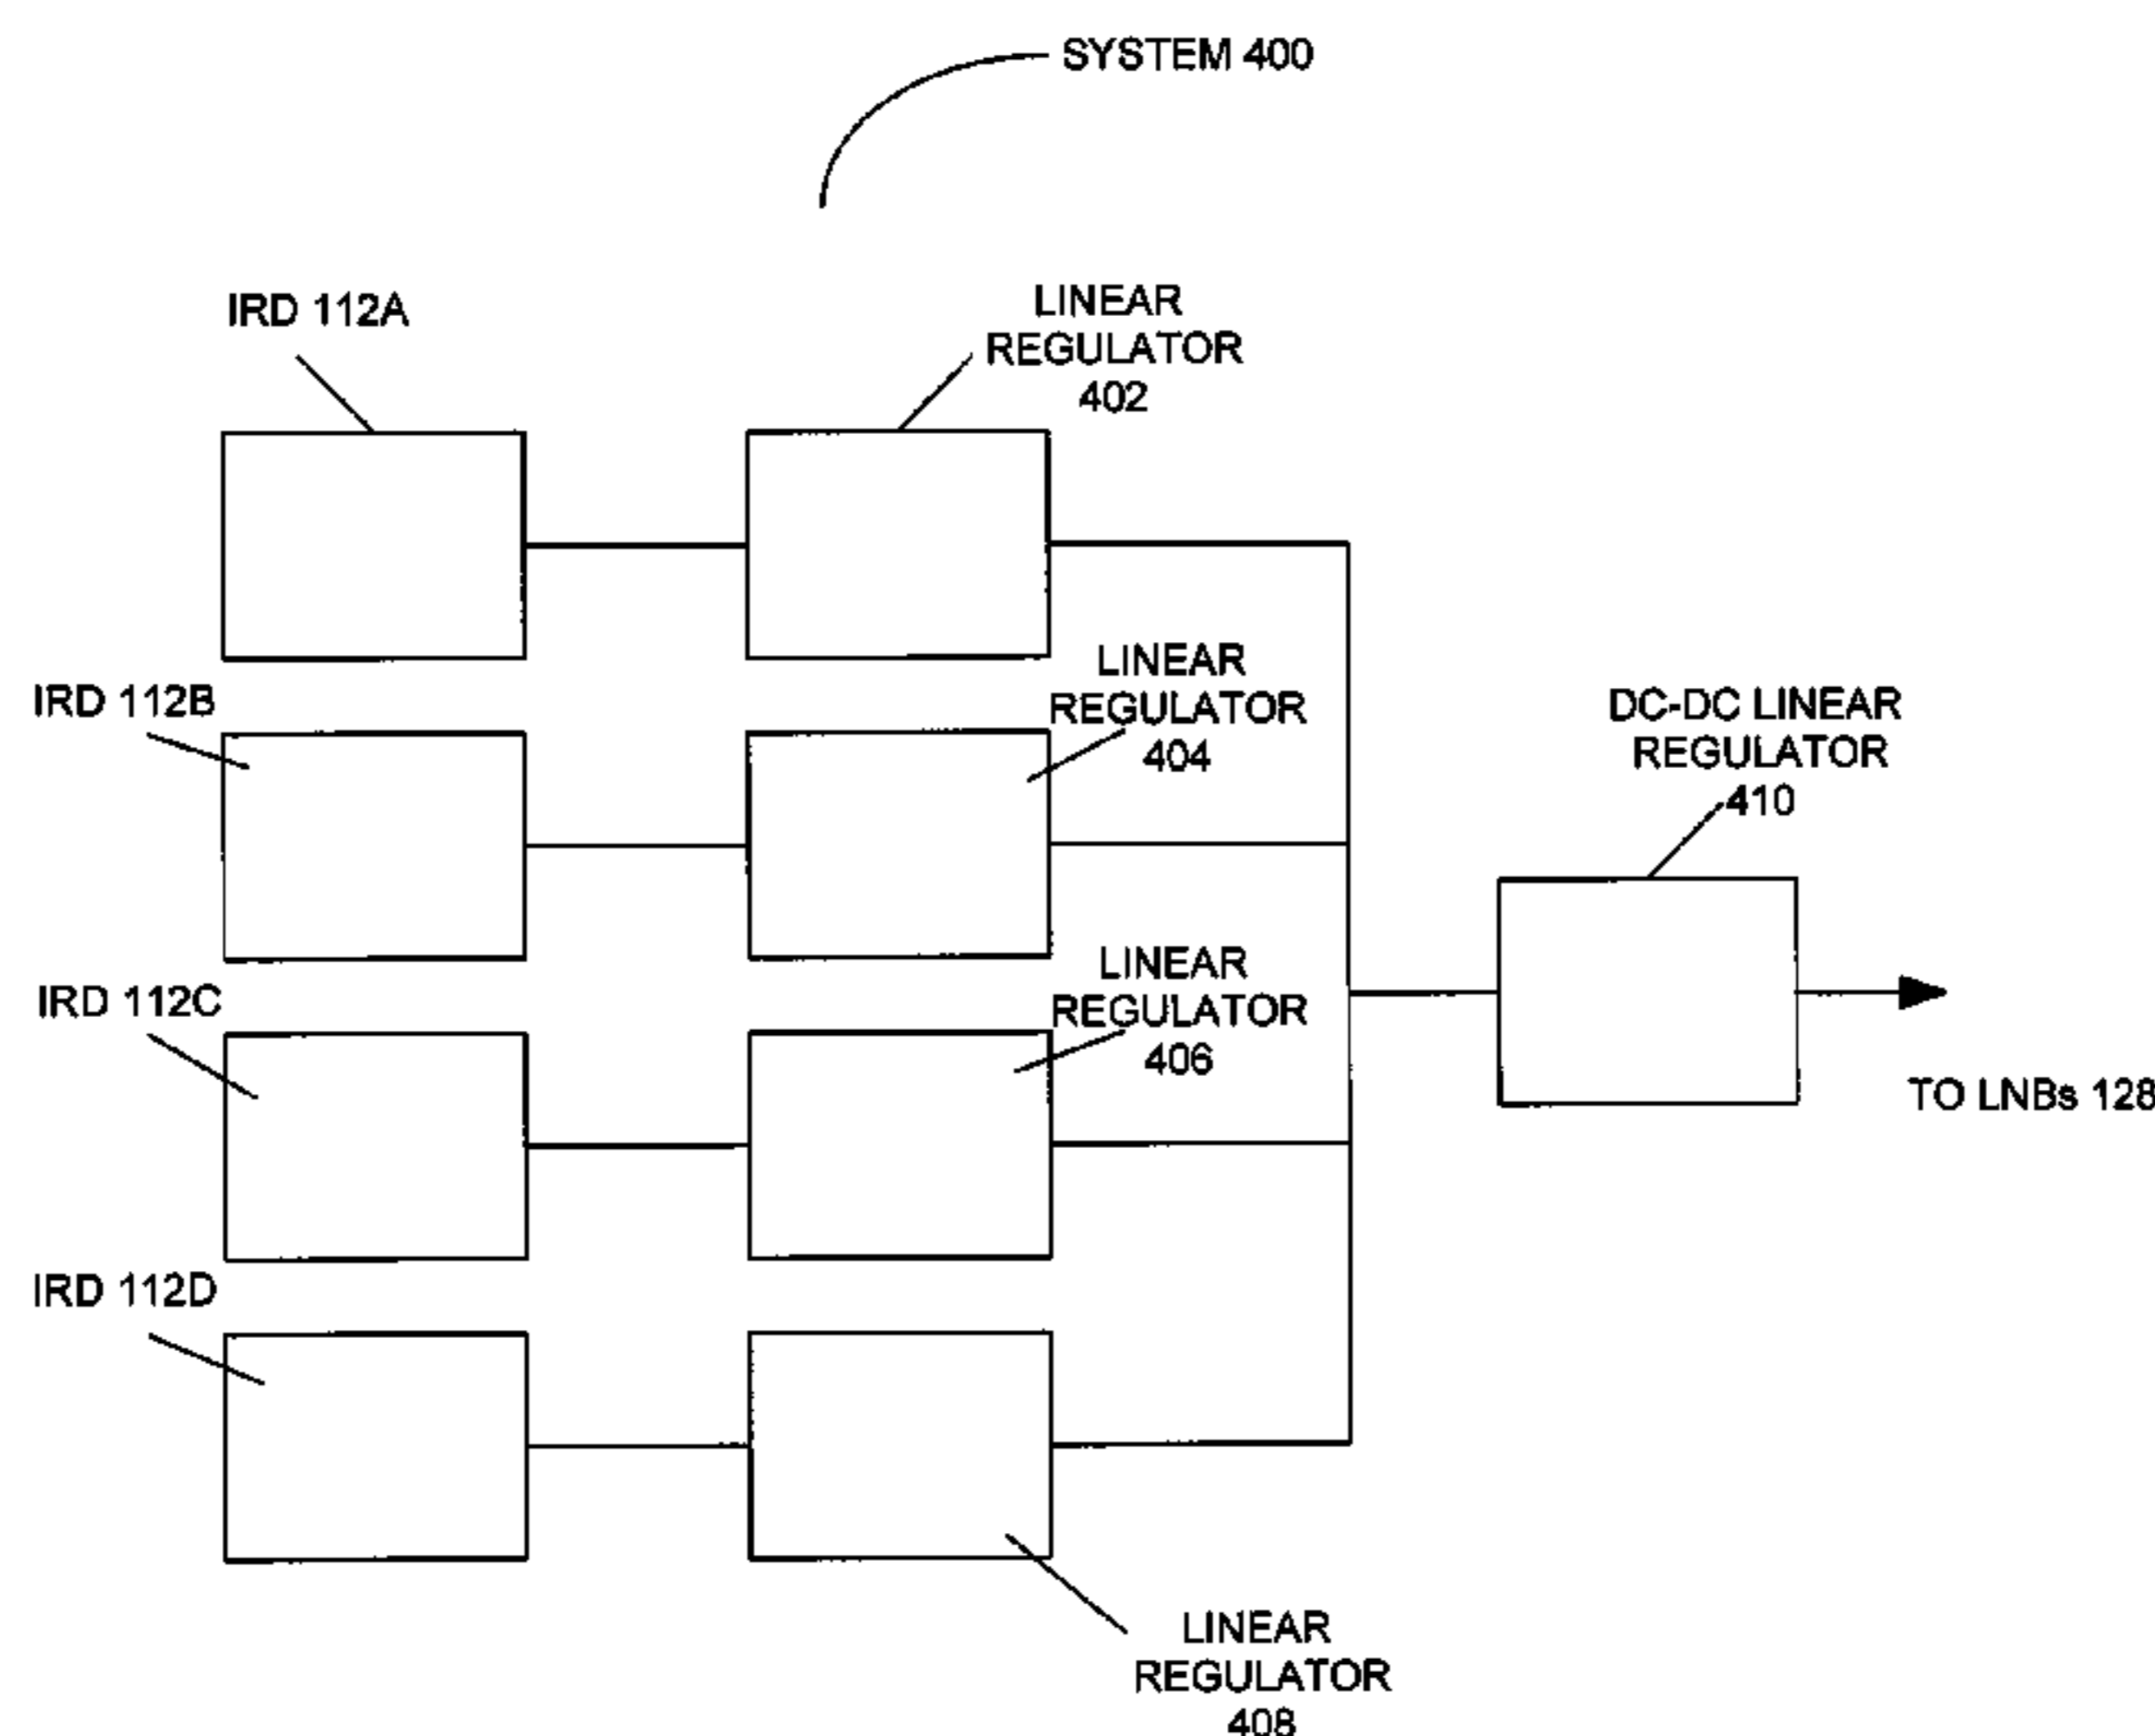 SYSTEM 400
IRD 112A
LINEAR
REGULATOR
402
IRD 112B
LINEAR
REGULATOR
404
DC-DC LINEAR
REGULATOR
410
IRD 112C
LINEAR
REGULATOR
406
TO LNBs 128
IRD 112D
LINEAR
REGULATOR
408